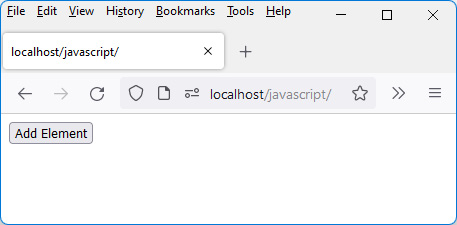 File Edit View History Bookmarks Tools Help
localhost/javascript/
localhost/javascript/
Add Element